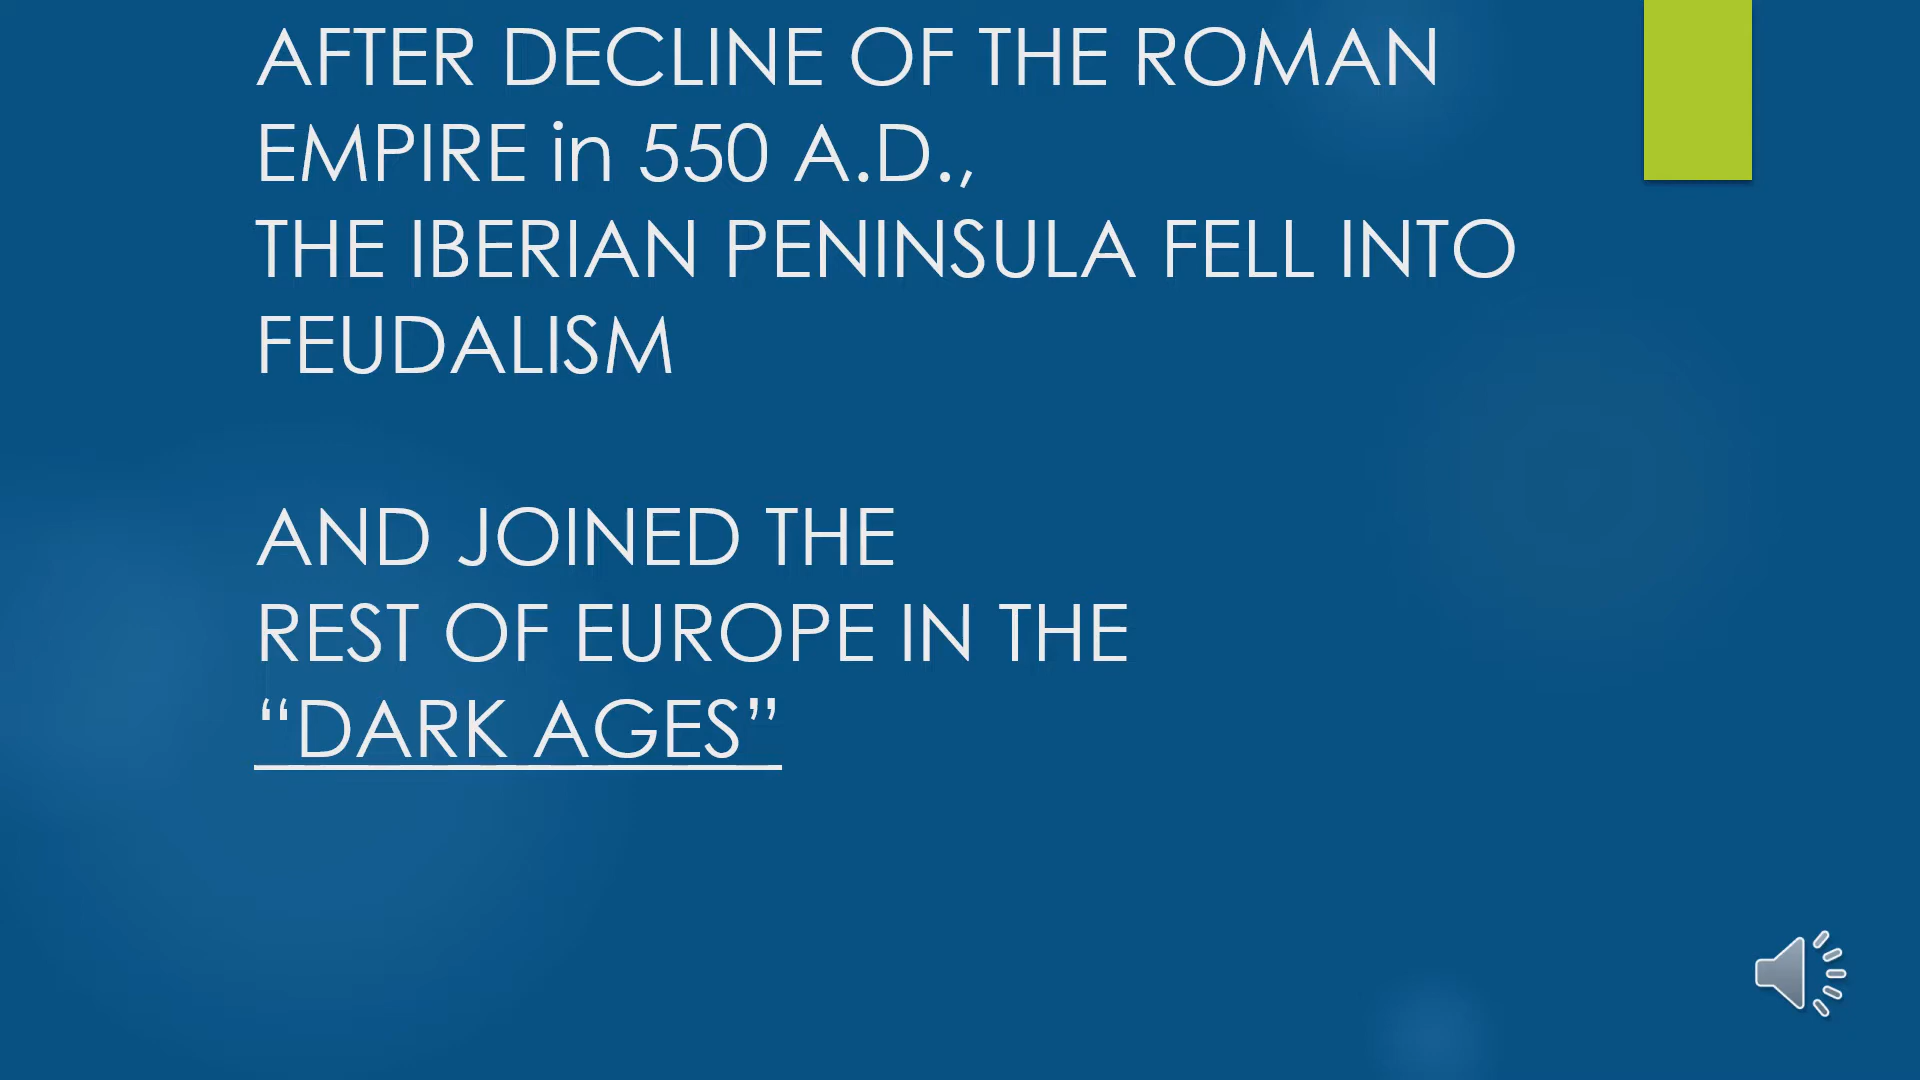 AFTER DECLINE OF THE ROMAN
EMPIRE in 550 A.D.,
THE IBERIAN PENINSULA FELL INTO
FEUDALISM
AND JOINED THE
REST OF EUROPE IN THE
“DARK AGES”